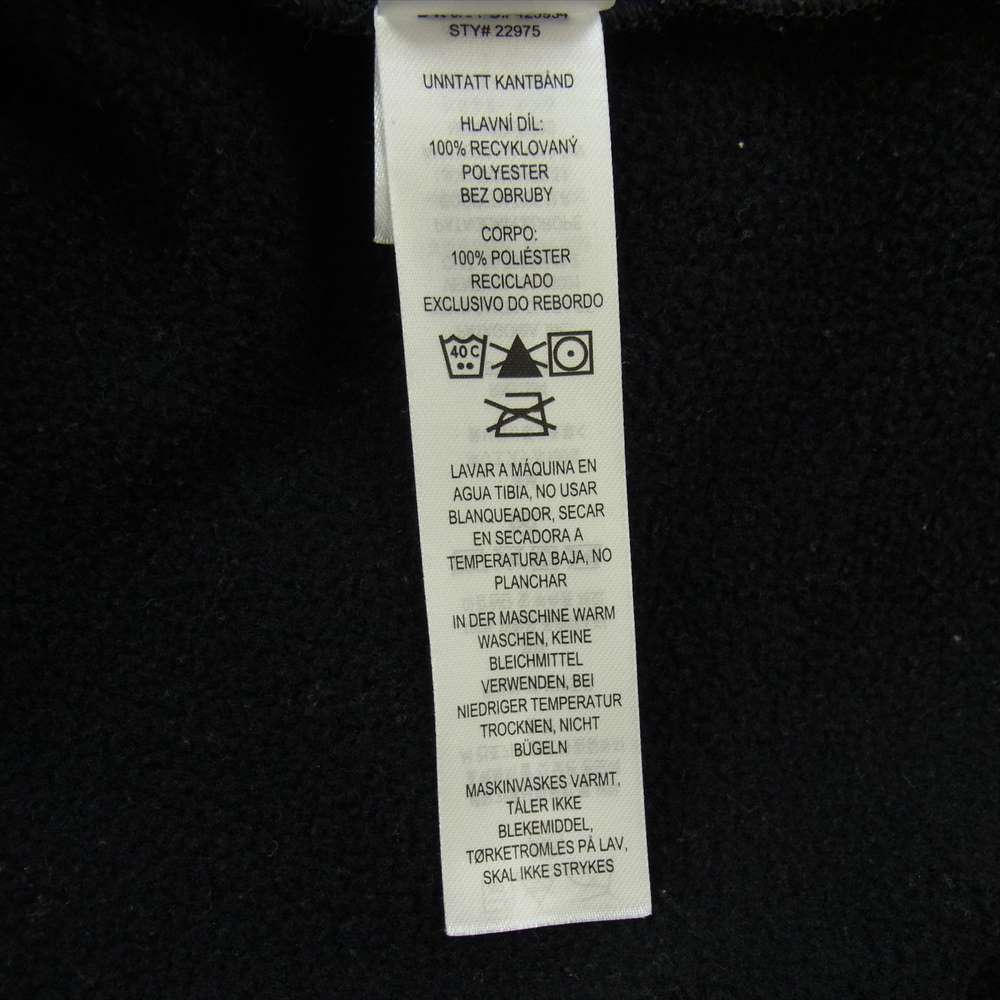 STY# 22975
UNNTATT KANTBÅND
HLAVNÍ DÍL:
100% RECYKLOVANÝ
POLYESTER
BEZ OBRUBY
CORPO:
100% POLIÉSTER
RECICLADO
EXCLUSIVO DO REBORDO
40 C
LAVAR A MÁQUINA EN
AGUA TIBIA, NO USAR
BLANQUEADOR, SECAR
EN SECADORA A
TEMPERATURA BAJA, NO
PLANCHAR
IN DER MASCHINE WARM
WASCHEN, KEINE
BLEICHMITTEL
VERWENDEN, BEI
NIEDRIGER TEMPERATUR
TROCKNEN, NICHT
BÜGELN
MASKINVASKES VARMT,
TÅLER IKKE
BLEKEMIDDEL,
TØRKETROMLES PÅ LAV,
SKAL IKKE STRYKES